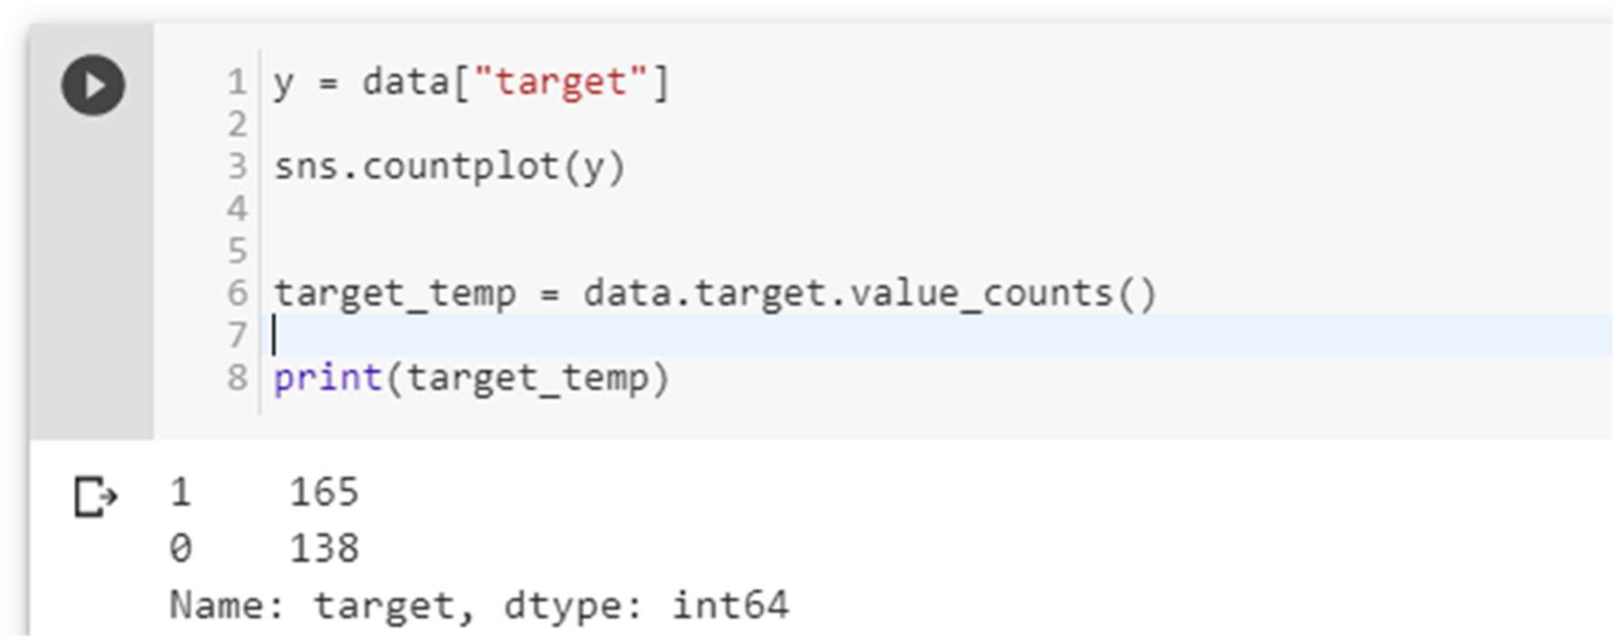 1 y = data["target"]
2
3 sns.countplot(y)
4
5
6 target_temp = data.target.value_counts()
7
8 print(target_temp)
1    165
0    138
Name: target, dtype: int64